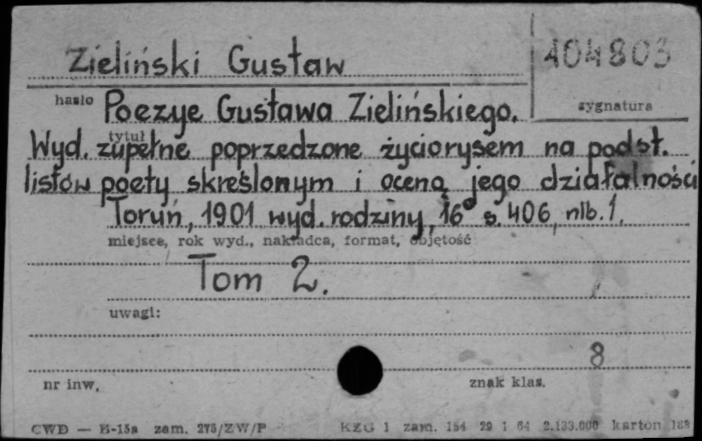 Zieliński Gustaw
404803
hasło
sygnatura
Poezye Gustawa Zielińskiego.
tytuł
Wyd. zupełne poprzedzone życiorysem na podst.
listów poety skreślonym i oceną jego działalności
Toruń, 1901 wyd. rodziny, 16° s. 406, nlb. 1.
miejsce, rok wyd., nakładca, format, objętość
Tom 2.
uwagi:
8
nr inw.
znak klas.
CWD — H-15a zam. 275/ZW/P
KZG 1 zam. 154 29 1 64 2.133.000 karton